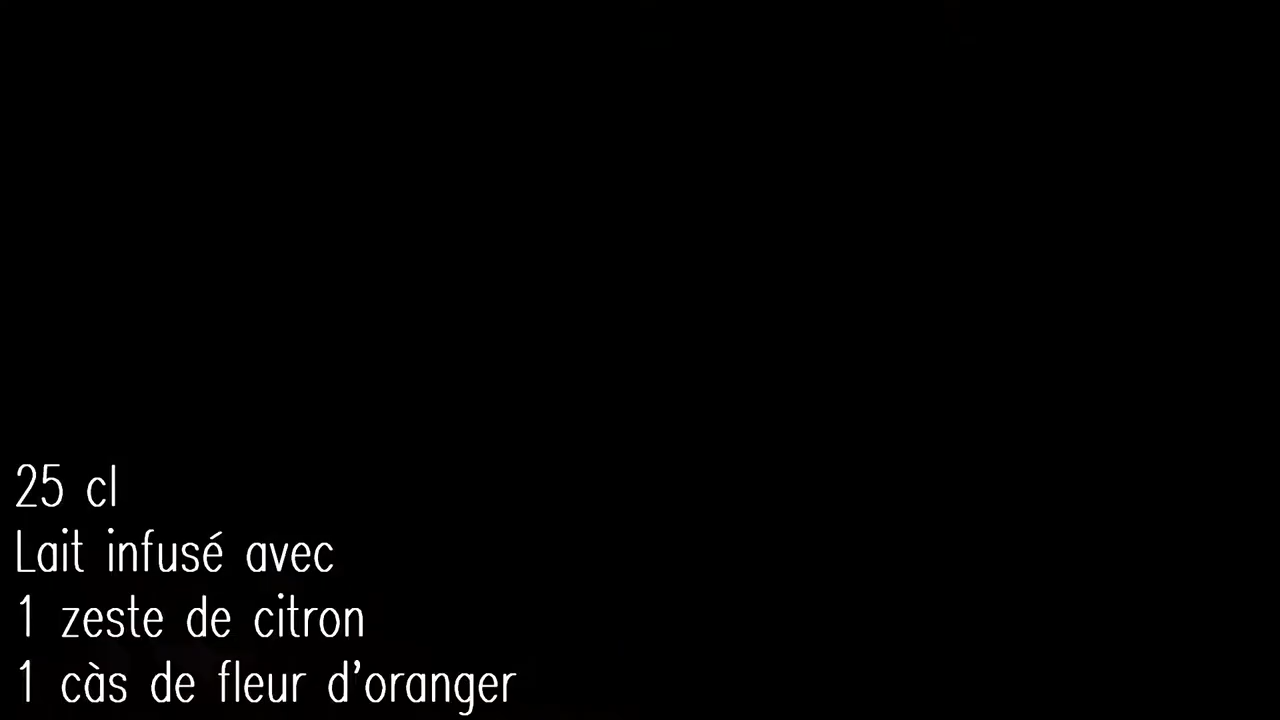 25 cl
Lait infusé avec
1 zeste de citron
1 càs de fleur d'oranger